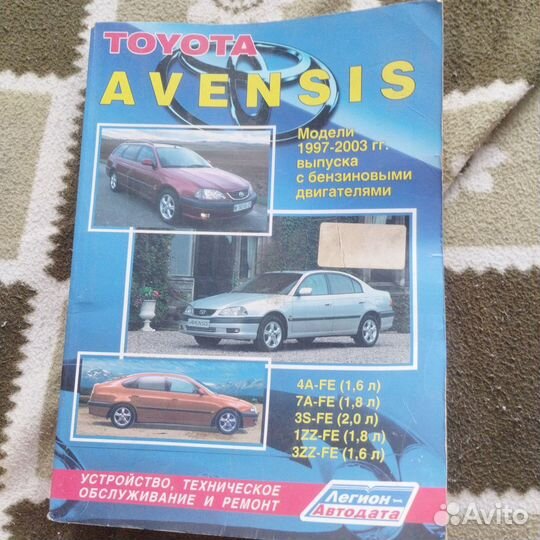 TOYOTA
AVENSIS
Модели
1997-2003 гг.
выпуска
с бензиновыми
двигателями
4A-FE (1,6 л)
7A-FE (1,8 л)
3S-FE (2,0 л)
1ZZ-FE (1,8 л)
3ZZ-FE (1,6 л)
УСТРОЙСТВО, ТЕХНИЧЕСКОЕ
ОБСЛУЖИВАНИЕ И РЕМОНТ
Легион
Автодата
Avito